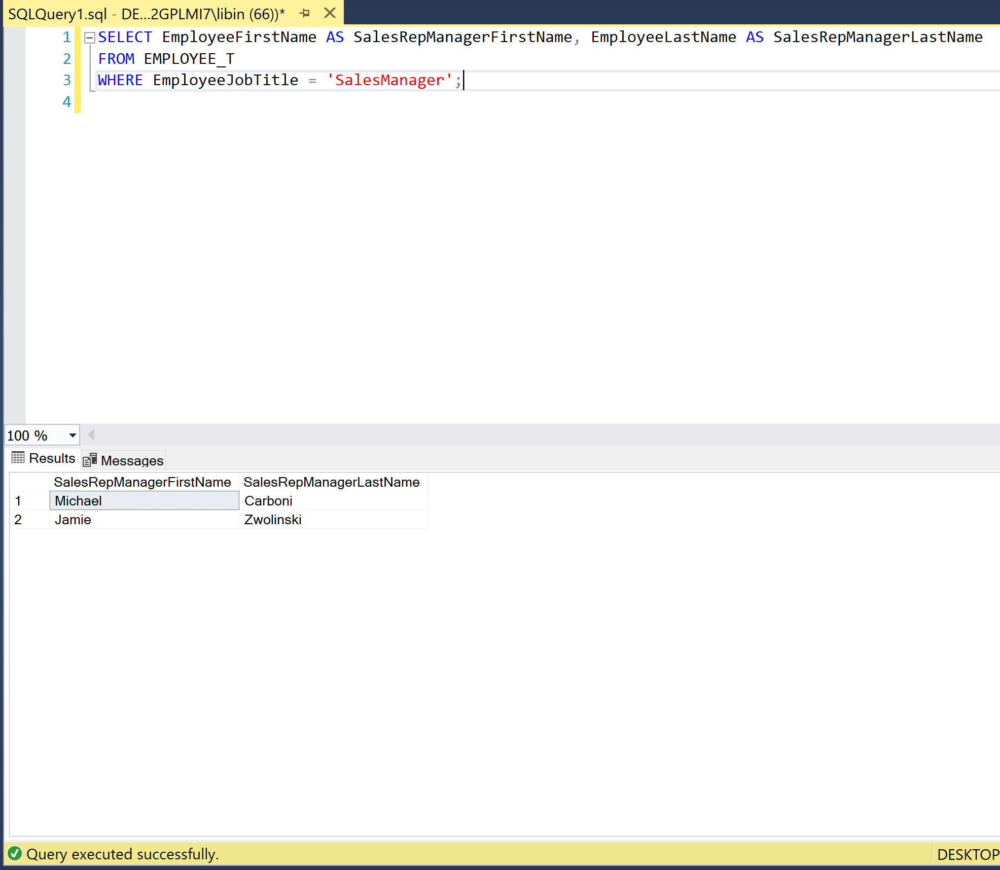 SQLQuery1.sql - DE...2GPLMI7\libin (66))*
1 SELECT EmployeeFirstName AS SalesRepManagerFirstName, EmployeeLastName AS SalesRepManagerLastName
2 FROM EMPLOYEE_T
3 WHERE EmployeeJobTitle = 'SalesManager';
4
100 %
Results Messages
SalesRepManagerFirstName SalesRepManagerLastName
1 Michael Carboni
2 Jamie Zwolinski
Query executed successfully. DESKTOP